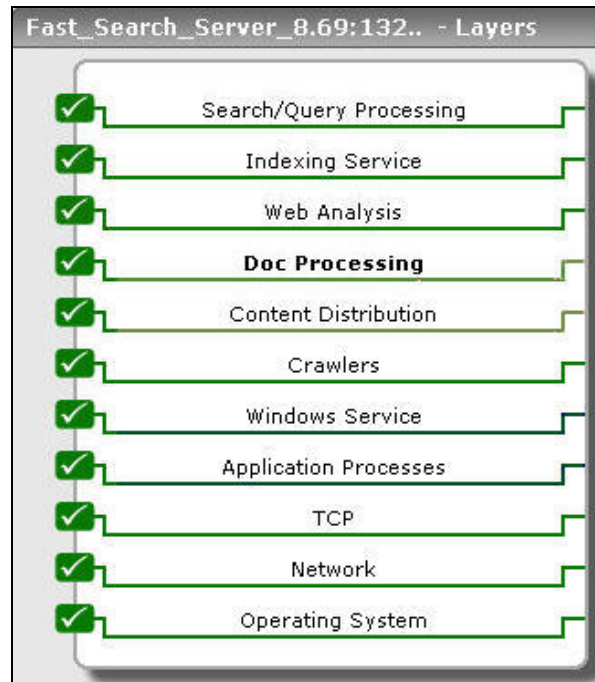 Fast_Search_Server_8.69:132.. - Layers
Search/Query Processing
Indexing Service
Web Analysis
Doc Processing
Content Distribution
Crawlers
Windows Service
Application Processes
TCP
Network
Operating System